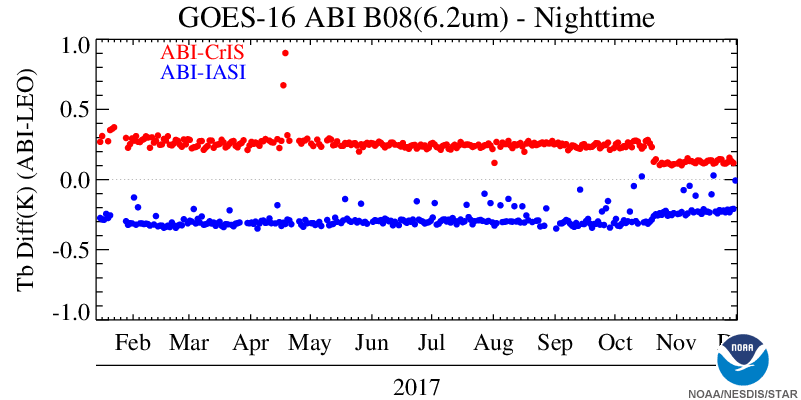 GOES-16 ABI B08(6.2um) - Nighttime
ABI-CrIS
ABI-IASI
Tb Diff(K) (ABI-LEO)
1.0
0.5
0.0
-0.5
-1.0
Feb Mar Apr May Jun Jul Aug Sep Oct Nov
2017
NOAA
NOAA/NESDIS/STAR